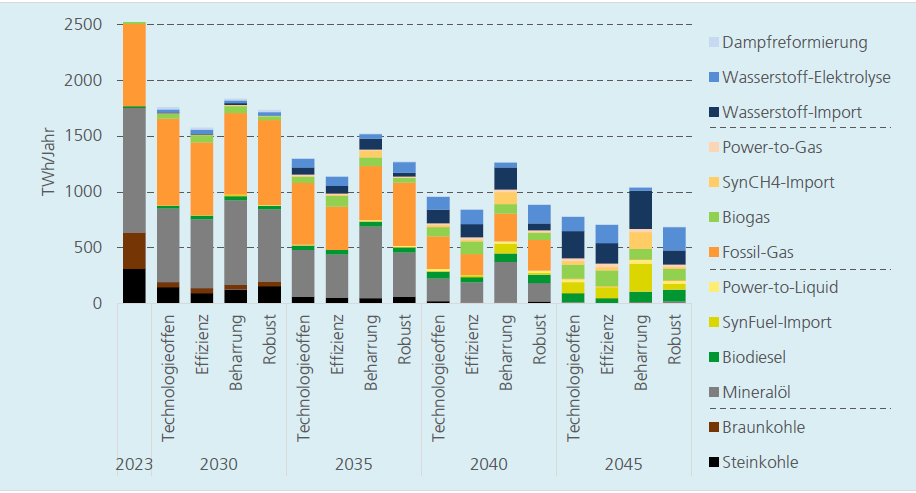 TWh/Jahr
2500
2000
1500
1000
500
0
Technologieoffen
Effizienz
Beharrung
Robust
Technologieoffen
Effizienz
Beharrung
Robust
Technologieoffen
Effizienz
Beharrung
Robust
Technologieoffen
Effizienz
Beharrung
Robust
2023 2030 2035 2040 2045
Dampfreformierung
Wasserstoff-Elektrolyse
Wasserstoff-Import
Power-to-Gas
SynCH4-Import
Biogas
Fossil-Gas
Power-to-Liquid
SynFuel-Import
Biodiesel
Mineralöl
Braunkohle
Steinkohle